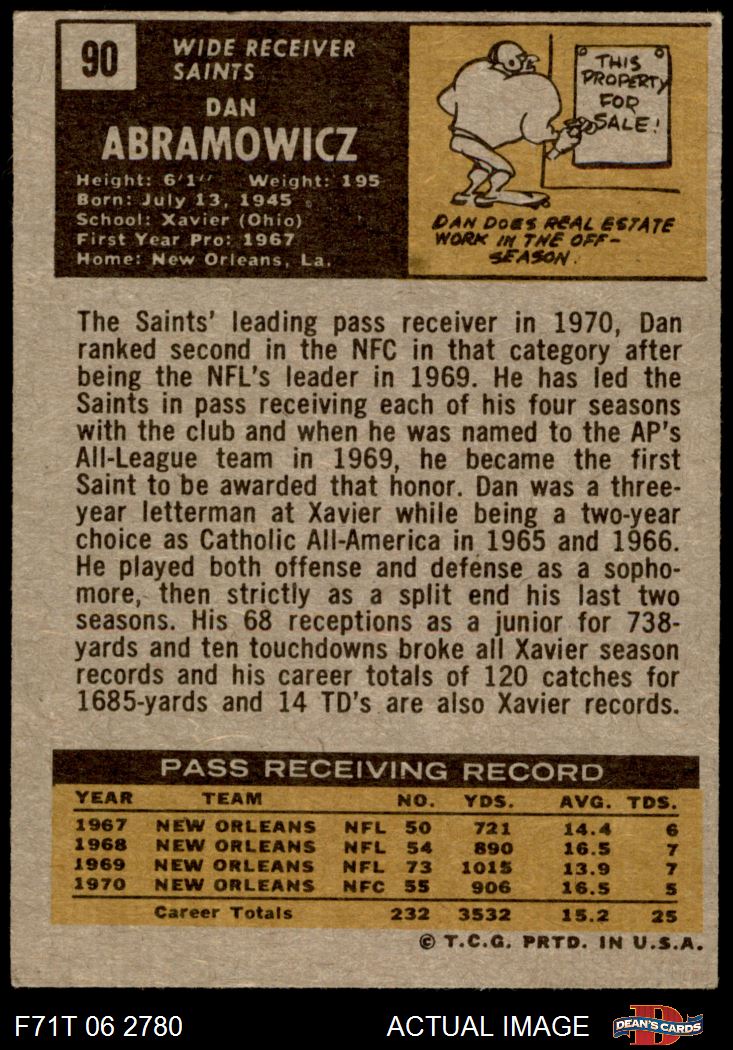 90
WIDE RECEIVER
SAINTS
DAN
ABRAMOWICZ
Height: 6'1" Weight: 195
Born: July 13, 1945
School: Xavier (Ohio)
First Year Pro: 1967
Home: New Orleans, La.
THIS
PROPERTY
FOR
SALE!
DAN DOES REAL ESTATE
WORK IN THE OFF-
SEASON.
The Saints' leading pass receiver in 1970, Dan
ranked second in the NFC in that category after
being the NFL's leader in 1969. He has led the
Saints in pass receiving each of his four seasons
with the club and when he was named to the AP's
All-League team in 1969, he became the first
Saint to be awarded that honor. Dan was a three-
year letterman at Xavier while being a two-year
choice as Catholic All-America in 1965 and 1966.
He played both offense and defense as a sopho-
more, then strictly as a split end his last two
seasons. His 68 receptions as a junior for 738-
yards and ten touchdowns broke all Xavier season
records and his career totals of 120 catches for
1685-yards and 14 TD's are also Xavier records.
PASS RECEIVING RECORD
YEAR TEAM NO. YDS. AVG. TDS.
1967 NEW ORLEANS NFL 50 721 14.4 6
1968 NEW ORLEANS NFL 54 890 16.5 7
1969 NEW ORLEANS NFL 73 1015 13.9 7
1970 NEW ORLEANS NFC 55 906 16.5 5
Career Totals 232 3532 15.2 25
© T.C.G. PRTD. IN U.S.A.
F71T 06 2780 ACTUAL IMAGE D DEAN'S CARDS